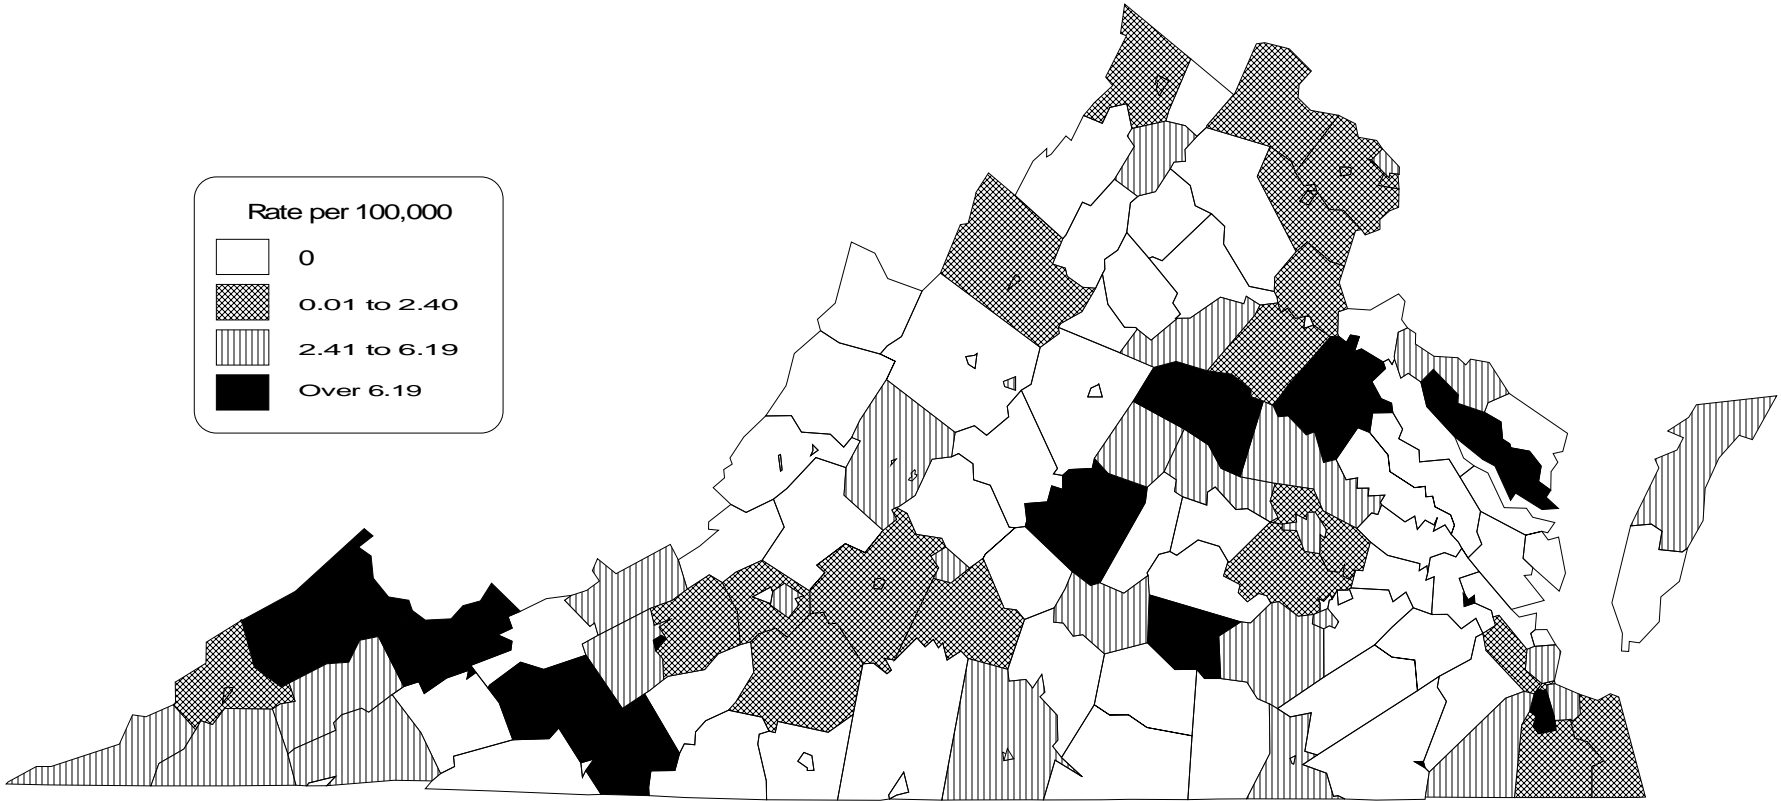 Rate per 100,000
0
0.01 to 2.40
2.41 to 6.19
Over 6.19